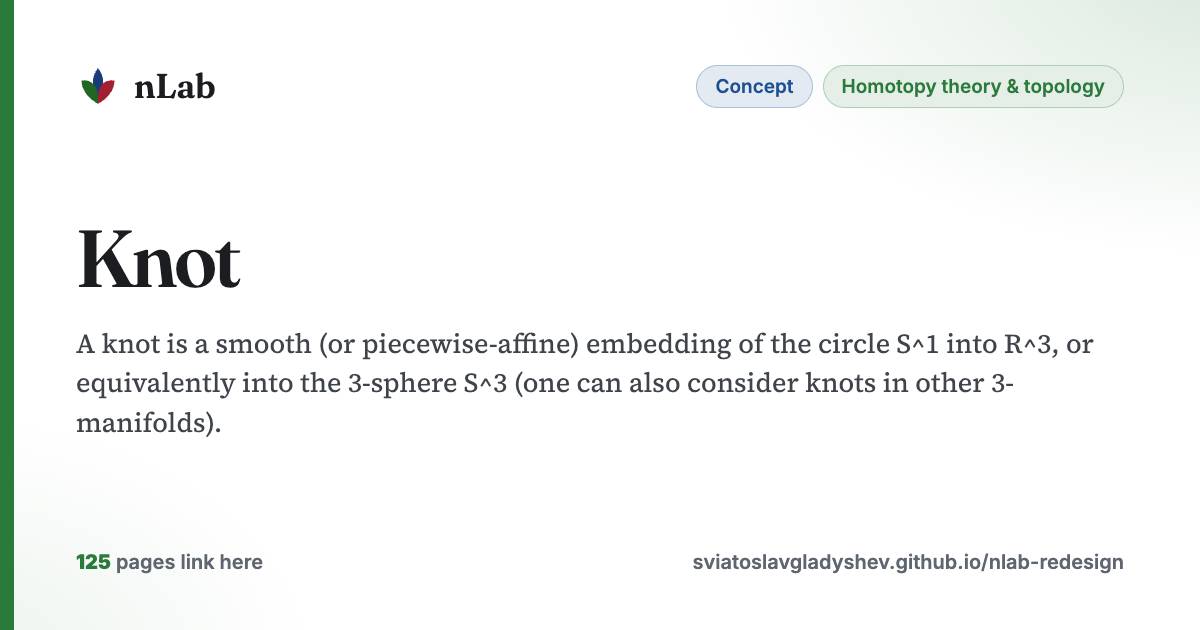 nLab
Concept
Homotopy theory & topology
Knot
A knot is a smooth (or piecewise-affine) embedding of the circle S^1 into R^3, or
equivalently into the 3-sphere S^3 (one can also consider knots in other 3-
manifolds).
125 pages link here
sviatoslavgladyshev.github.io/nlab-redesign